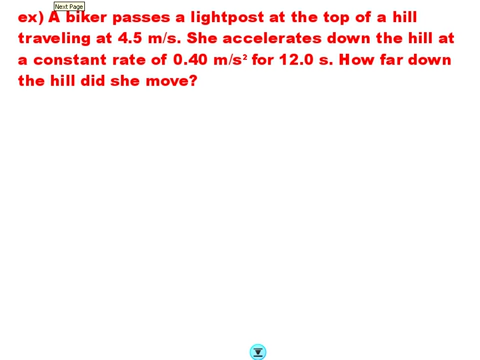 Next Page
ex) A biker passes a lightpost at the top of a hill
traveling at 4.5 m/s. She accelerates down the hill at
a constant rate of 0.40 m/s² for 12.0 s. How far down
the hill did she move?